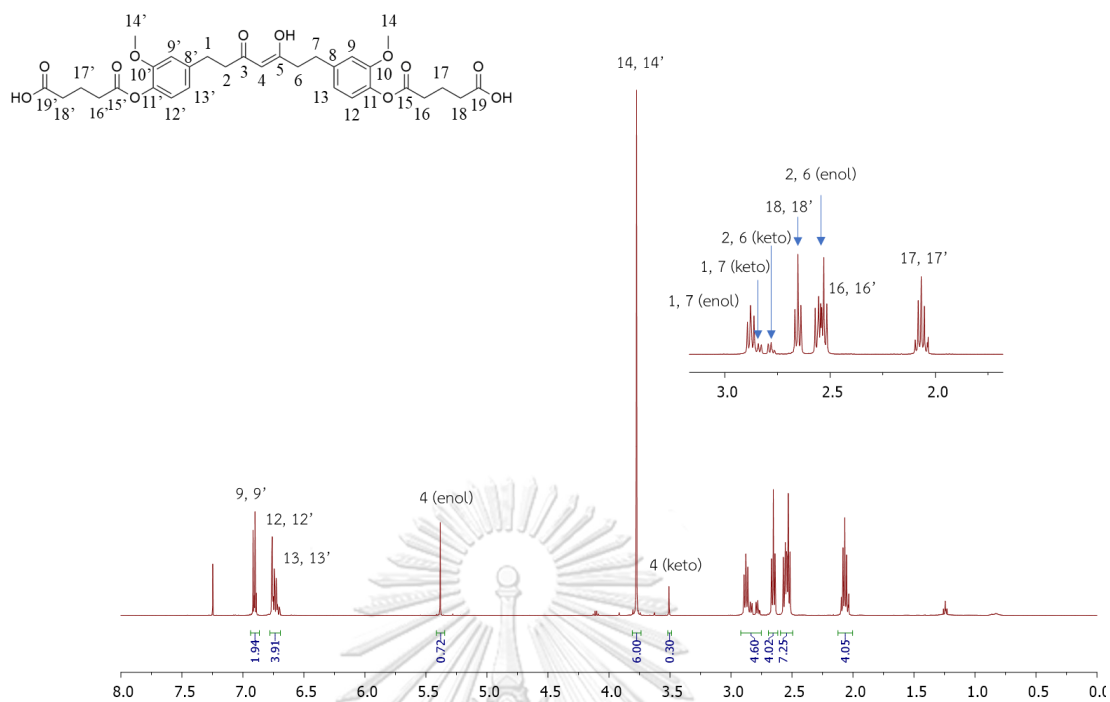 14'
14
O
OH
9'
1
7
9
O
O
8'
8
O
17'
O
10'
3
5
10
17
O
2
4
6
HO
19'
15'
11'
13'
13
11
15
19
OH
18'
16'
O
12'
12
O
16
18
14, 14'
2, 6 (enol)
18, 18'
2, 6 (keto)
1, 7 (keto)
17, 17'
1, 7 (enol)
16, 16'
3.0 2.5 2.0
9, 9'
4 (enol)
12, 12'
4 (keto)
13, 13'
1.94 3.91 0.72 6.00 0.30 4.60 4.02 7.25 4.05
8.0 7.5 7.0 6.5 6.0 5.5 5.0 4.5 4.0 3.5 3.0 2.5 2.0 1.5 1.0 0.5 0.0